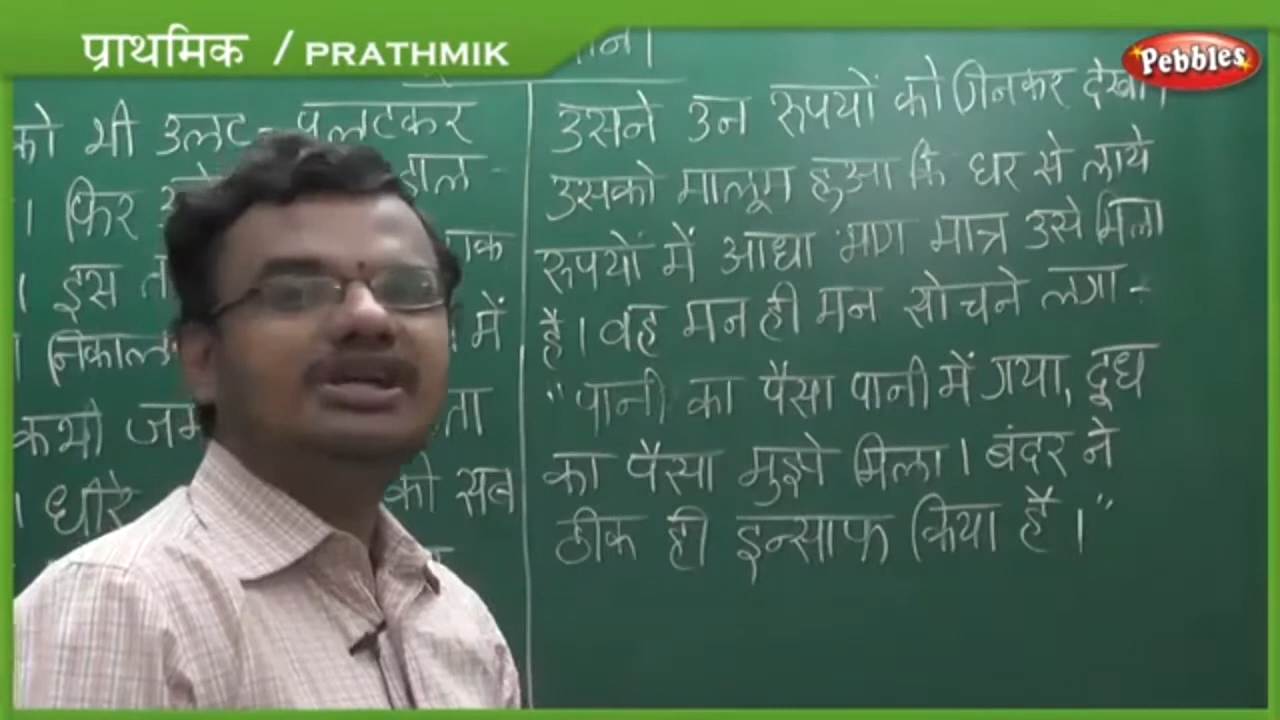 प्राथमिक / PRATHMIK
Pebbles
को भी उलट - पलटकर
। फिर डाल -
। इस
। निकाल में
कभी ता
। धीरे को सब
उसने उन रूपयों को गिनकर देखा।
उसको मालूम हुआ कि घर से लाये
रूपयों में आधा भाग मात्र उसे मिला
है। वह मन ही मन सोचने लगा -
"पानी का पैसा पानी में गया, दूध
का पैसा मुझे मिला। बंदर ने
ठीक ही इन्साफ किया है।"